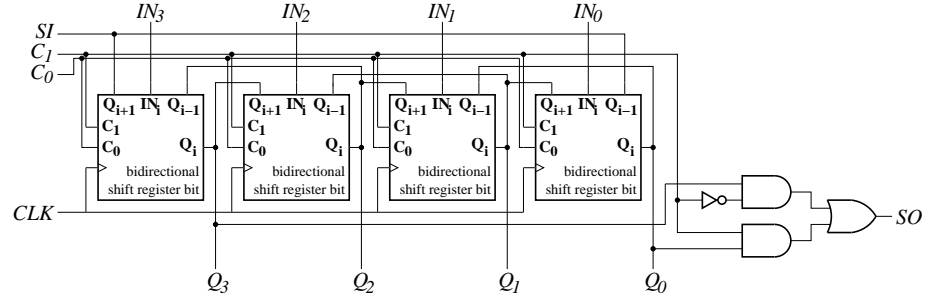 IN3 IN2 IN1 IN0
SI
C1
C0
Qi+1 INi Qi−1 Qi+1 INi Qi−1 Qi+1 INi Qi−1 Qi+1 INi Qi−1
C1 C1 C1 C1
C0 Qi C0 Qi C0 Qi C0 Qi
bidirectional bidirectional bidirectional bidirectional
shift register bit shift register bit shift register bit shift register bit
CLK SO
Q3 Q2 Q1 Q0